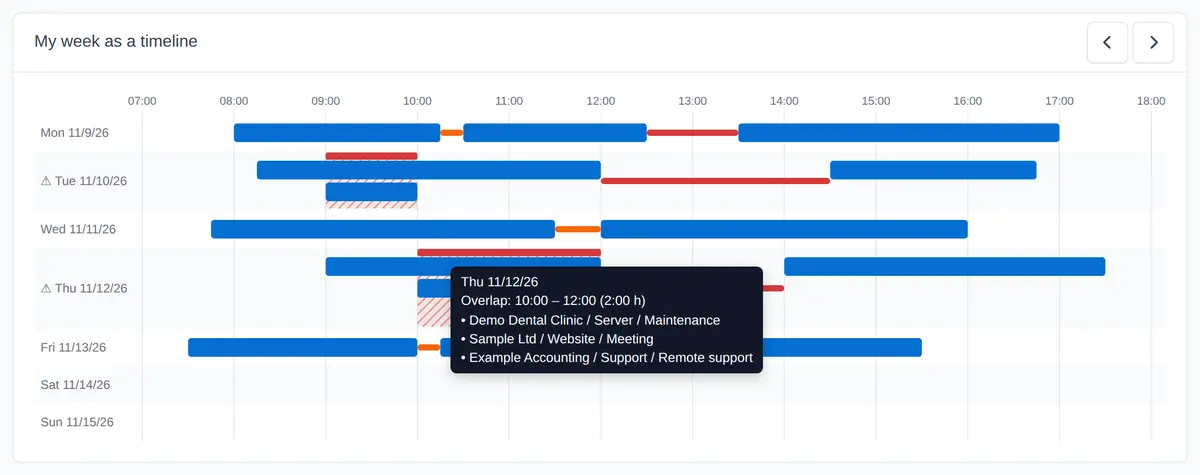 My week as a timeline
07:00 08:00 09:00 10:00 11:00 12:00 13:00 14:00 15:00 16:00 17:00 18:00
Mon 11/9/26
⚠ Tue 11/10/26
Wed 11/11/26
⚠ Thu 11/12/26
Thu 11/12/26
Overlap: 10:00 – 12:00 (2:00 h)
• Demo Dental Clinic / Server / Maintenance
• Sample Ltd / Website / Meeting
• Example Accounting / Support / Remote support
Fri 11/13/26
Sat 11/14/26
Sun 11/15/26